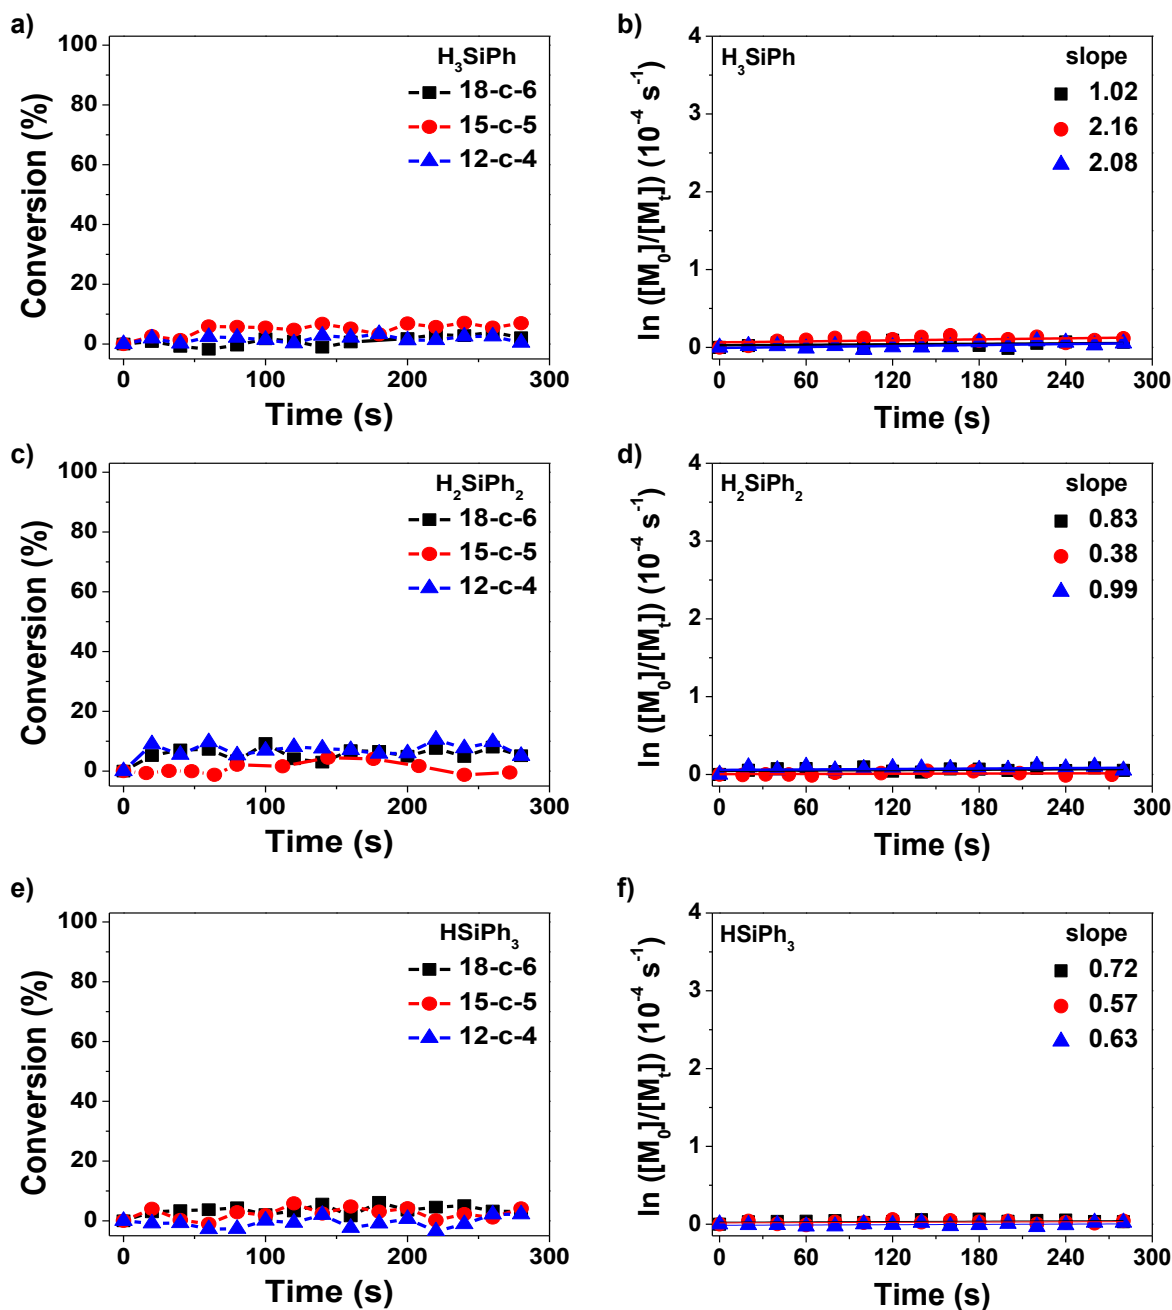 a)
100
80
60
40
20
0
Conversion (%)
H3SiPh
18-c-6
15-c-5
12-c-4
0 100 200 300
Time (s)
b)
4
3
2
1
0
ln ([M0]/[Mt]) (10-4 s-1)
H3SiPh
slope
1.02
2.16
2.08
0 60 120 180 240 300
Time (s)
c)
100
80
60
40
20
0
Conversion (%)
H2SiPh2
18-c-6
15-c-5
12-c-4
0 100 200 300
Time (s)
d)
4
3
2
1
0
ln ([M0]/[Mt]) (10-4 s-1)
H2SiPh2
slope
0.83
0.38
0.99
0 60 120 180 240 300
Time (s)
e)
100
80
60
40
20
0
Conversion (%)
HSiPh3
18-c-6
15-c-5
12-c-4
0 100 200 300
Time (s)
f)
4
3
2
1
0
ln ([M0]/[Mt]) (10-4 s-1)
HSiPh3
slope
0.72
0.57
0.63
0 60 120 180 240 300
Time (s)